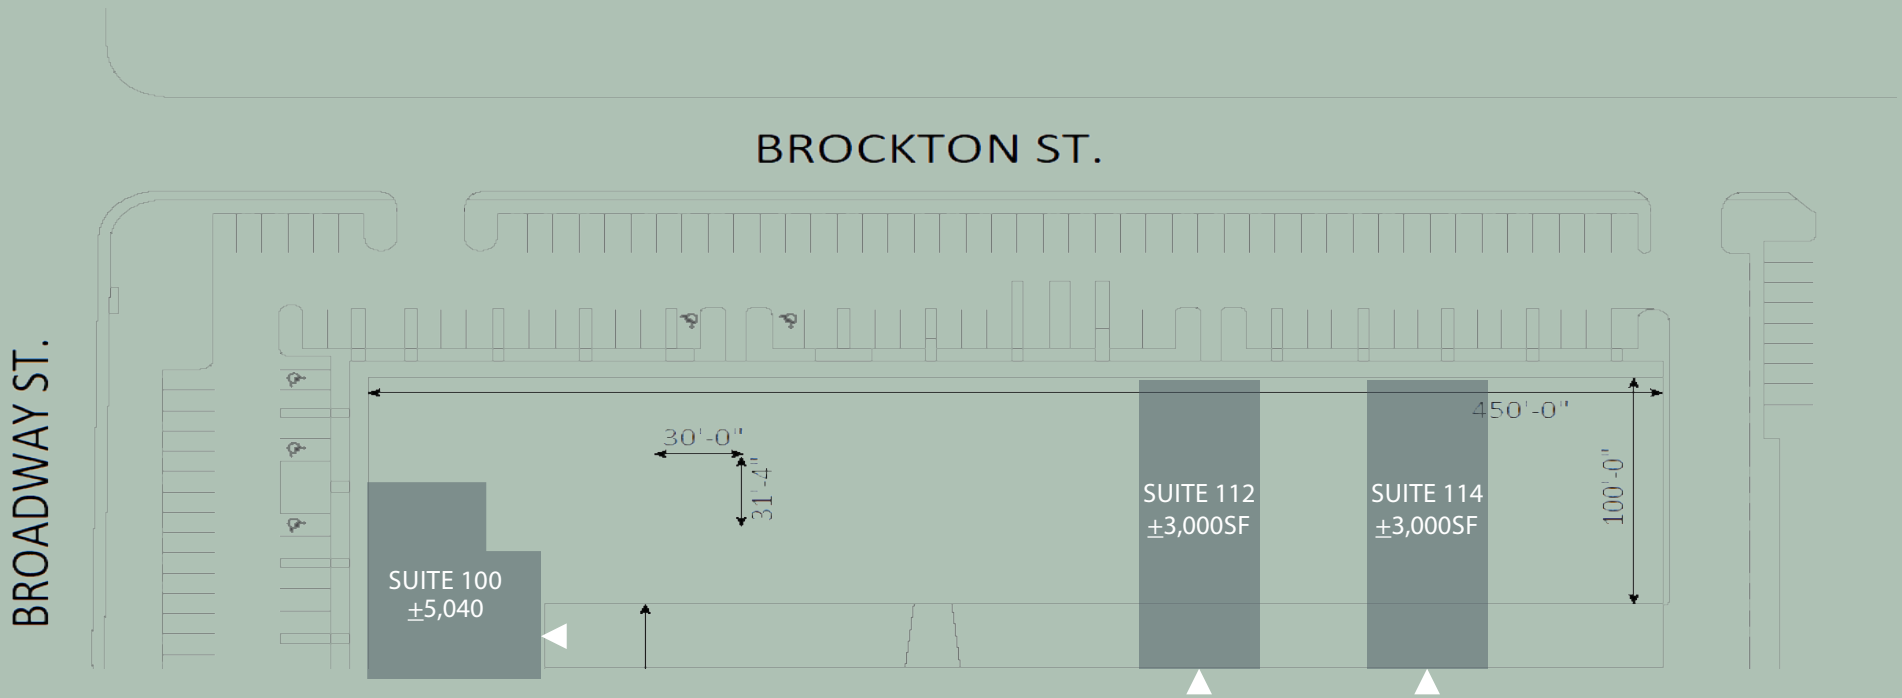 BROCKTON ST.
BROADWAY ST.
450'-0"
30'-0"
31'-4"
100'-0"
SUITE 112
±3,000SF
SUITE 114
±3,000SF
SUITE 100
±5,040